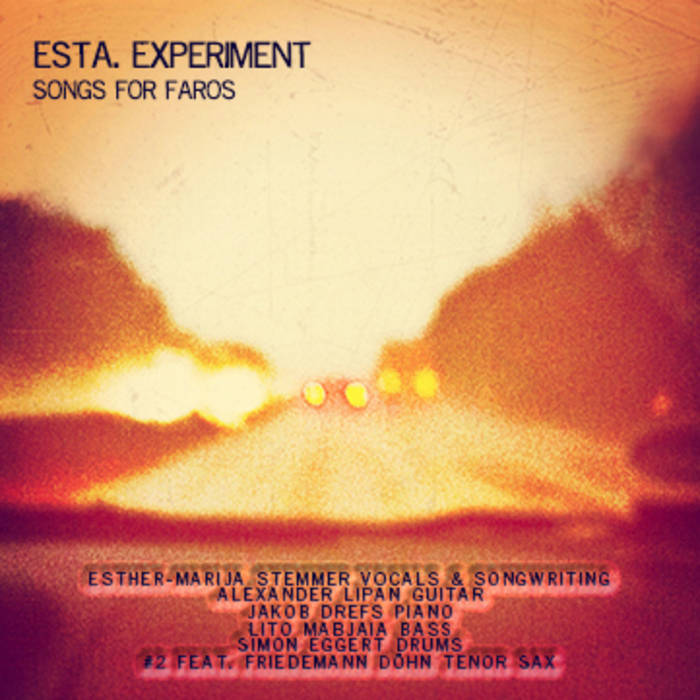 ESTA. EXPERIMENT
SONGS FOR FAROS
ESTHER-MARIJA STEMMER VOCALS & SONGWRITING
ALEXANDER LIPAN GUITAR
JAKOB DREFS PIANO
LITO MABJAIA BASS
SIMON EGGERT DRUMS
#2 FEAT. FRIEDEMANN DÖHN TENOR SAX